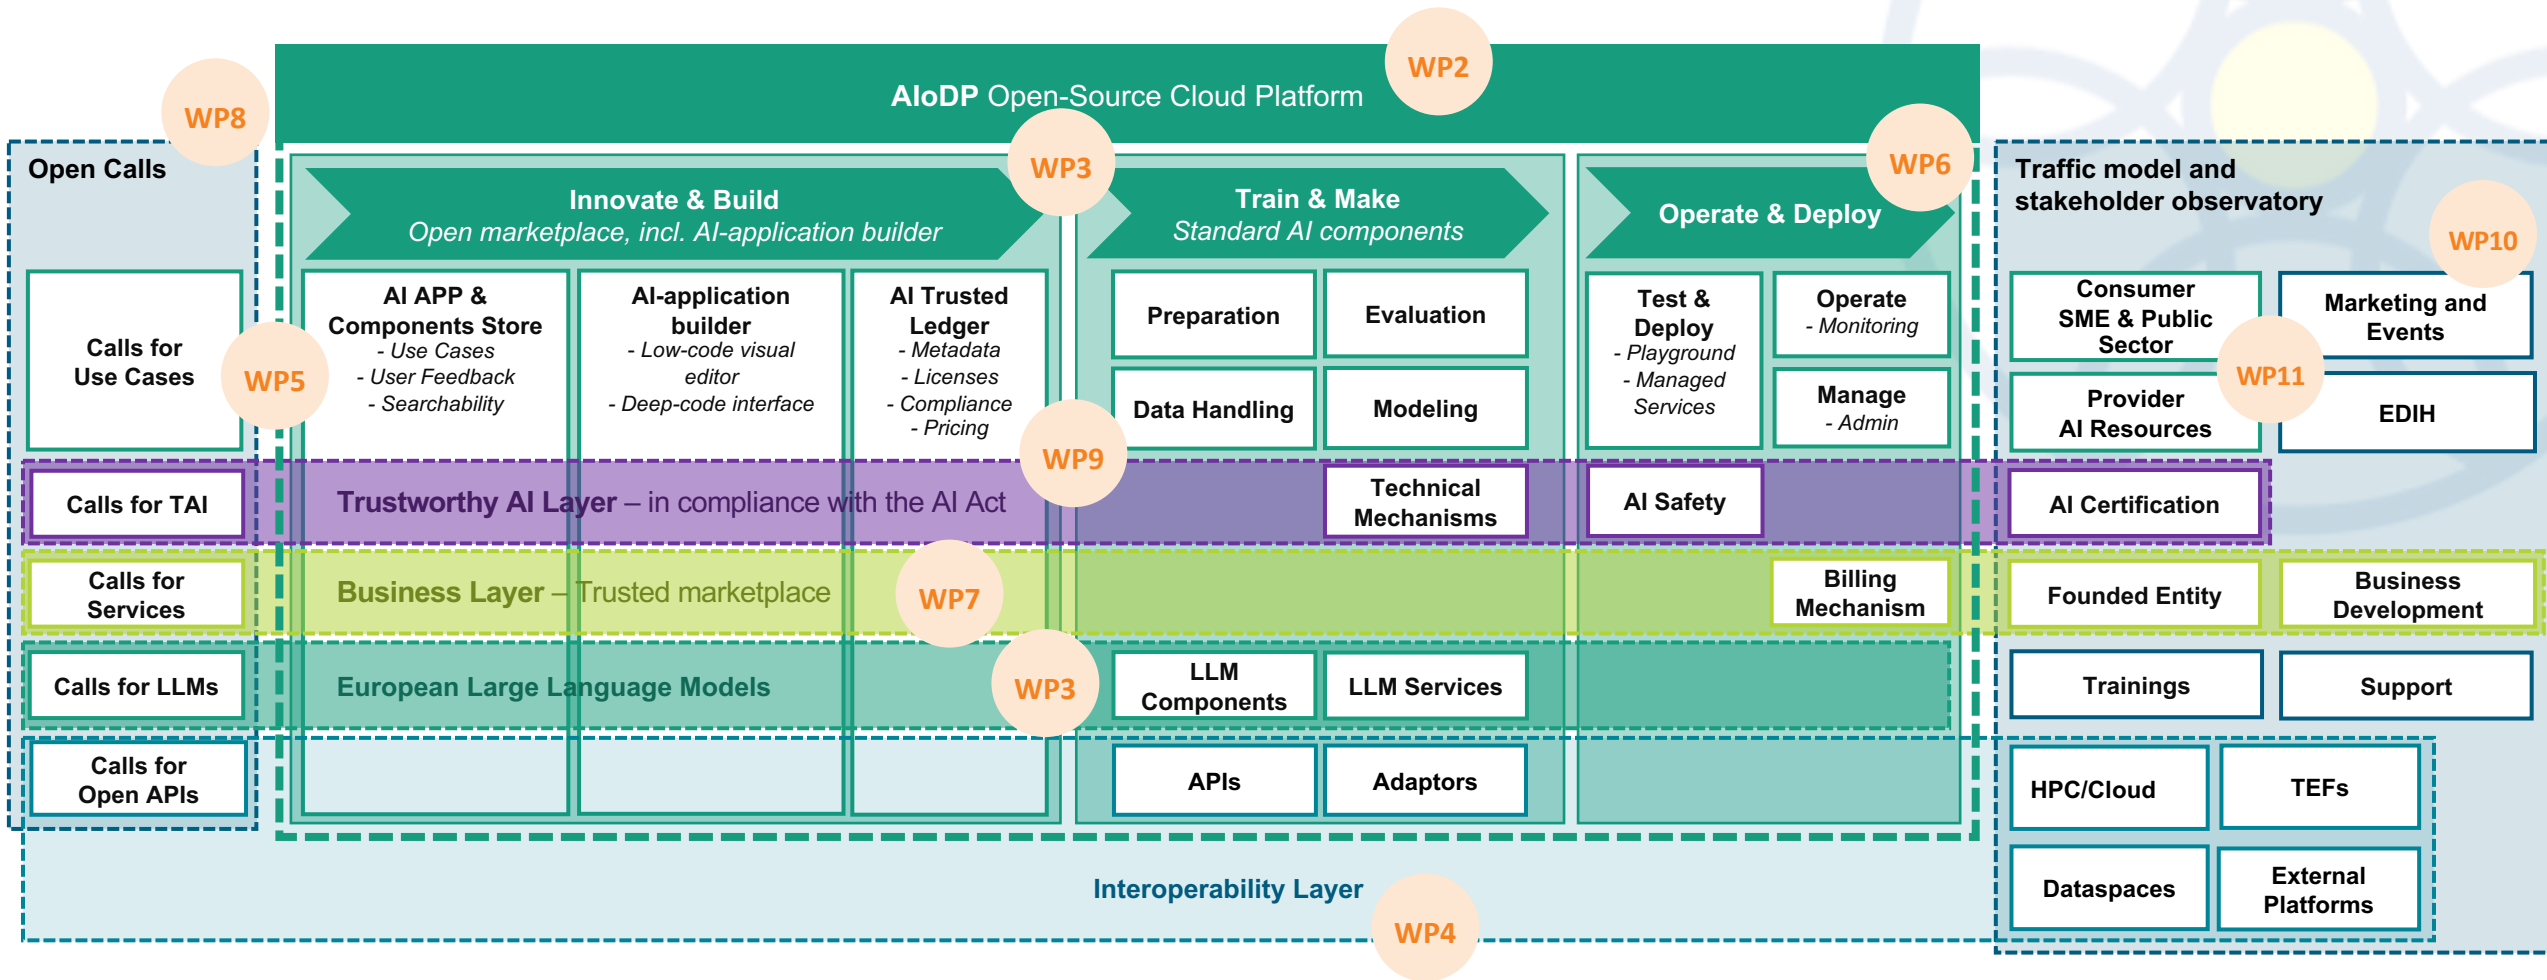 WP2
AIoDP Open-Source Cloud Platform
WP8
Open Calls
WP3
WP6
Innovate & Build
Open marketplace, incl. AI-application builder
Train & Make
Standard AI components
Operate & Deploy
Traffic model and
stakeholder observatory
WP10
Calls for
Use Cases
WP5
AI APP &
Components Store
- Use Cases
- User Feedback
- Searchability
AI-application
builder
- Low-code visual
editor
- Deep-code interface
AI Trusted
Ledger
- Metadata
- Licenses
- Compliance
- Pricing
Preparation
Evaluation
Data Handling
Modeling
Test &
Deploy
- Playground
- Managed
Services
Operate
- Monitoring
Manage
- Admin
Consumer
SME & Public
Sector
Marketing and
Events
WP11
Provider
AI Resources
EDIH
WP9
Calls for TAI
Trustworthy AI Layer – in compliance with the AI Act
Technical
Mechanisms
AI Safety
AI Certification
Calls for
Services
Business Layer – Trusted marketplace
WP7
Billing
Mechanism
Founded Entity
Business
Development
Calls for LLMs
European Large Language Models
WP3
LLM
Components
LLM Services
Trainings
Support
Calls for
Open APIs
APIs
Adaptors
HPC/Cloud
TEFs
Interoperability Layer
WP4
Dataspaces
External
Platforms